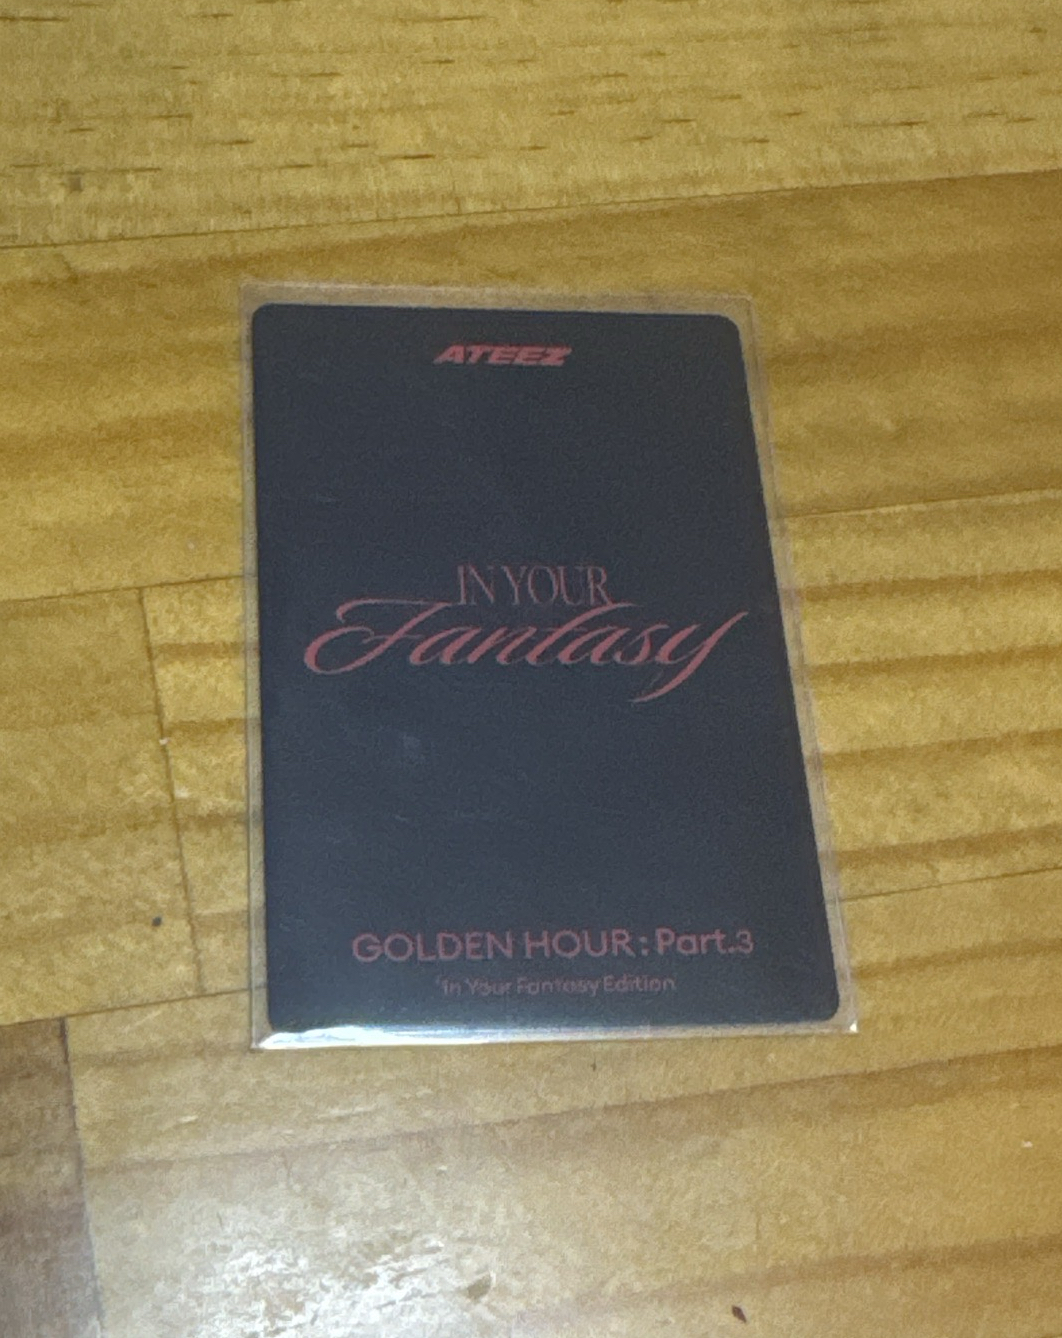 ATEEZ
IN YOUR
Fantasy
GOLDEN HOUR : Part.3
'In Your Fantasy Edition